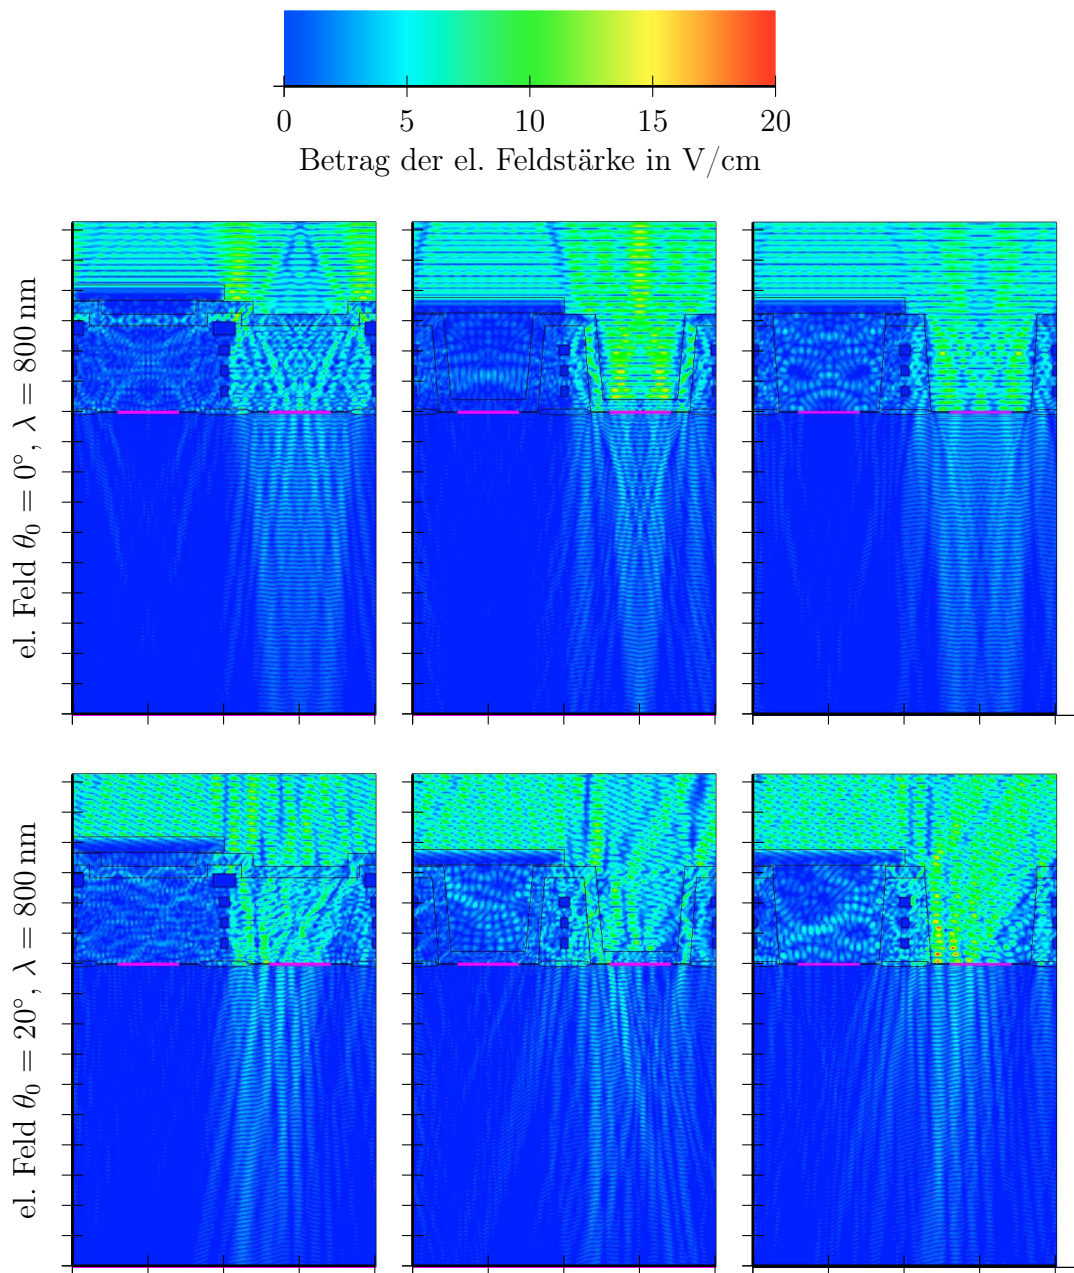 0 5 10 15 20
Betrag der el. Feldstärke in V/cm
el. Feld θ₀ = 0°, λ = 800 nm
el. Feld θ₀ = 20°, λ = 800 nm